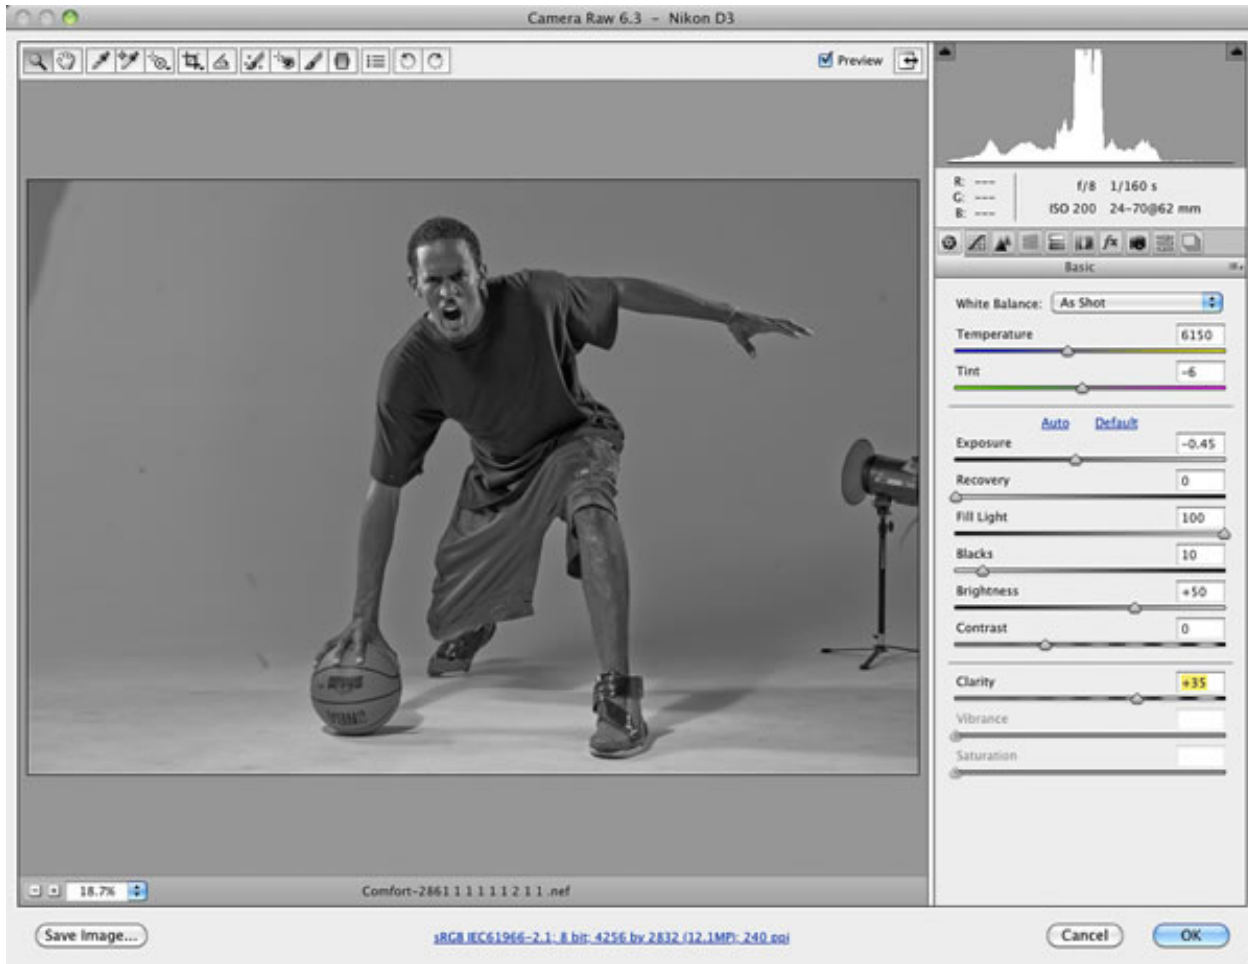 Camera Raw 6.3 – Nikon D3
Preview
R: ---
G: ---
B: ---
f/8 1/160 s
ISO 200 24-70@62 mm
Basic
White Balance: As Shot
Temperature 6150
Tint -6
Auto Default
Exposure -0.45
Recovery 0
Fill Light 100
Blacks 10
Brightness +50
Contrast 0
Clarity +35
Vibrance
Saturation
18.7%
Comfort-2861 1 1 1 1 1 2 1 1 .nef
Save Image...
sRGB IEC61966-2.1; 8 bit; 4256 by 2832 (12.1MP); 240 ppi
Cancel
OK